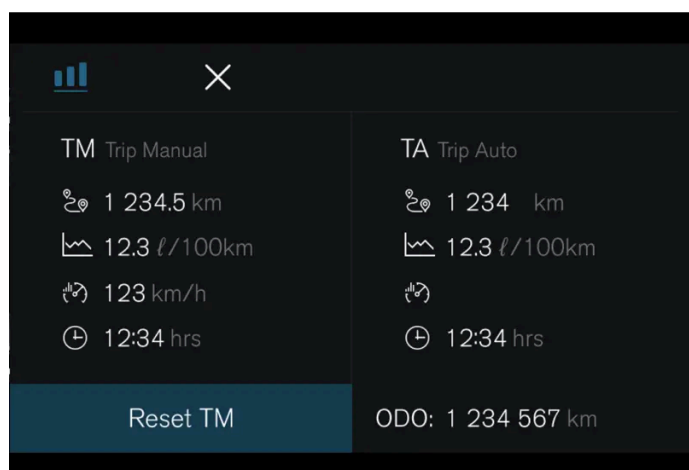 TM Trip Manual
1 234.5 km
12.3 ℓ/100km
123 km/h
12:34 hrs
Reset TM
TA Trip Auto
1 234 km
12.3 ℓ/100km
12:34 hrs
ODO: 1 234 567 km